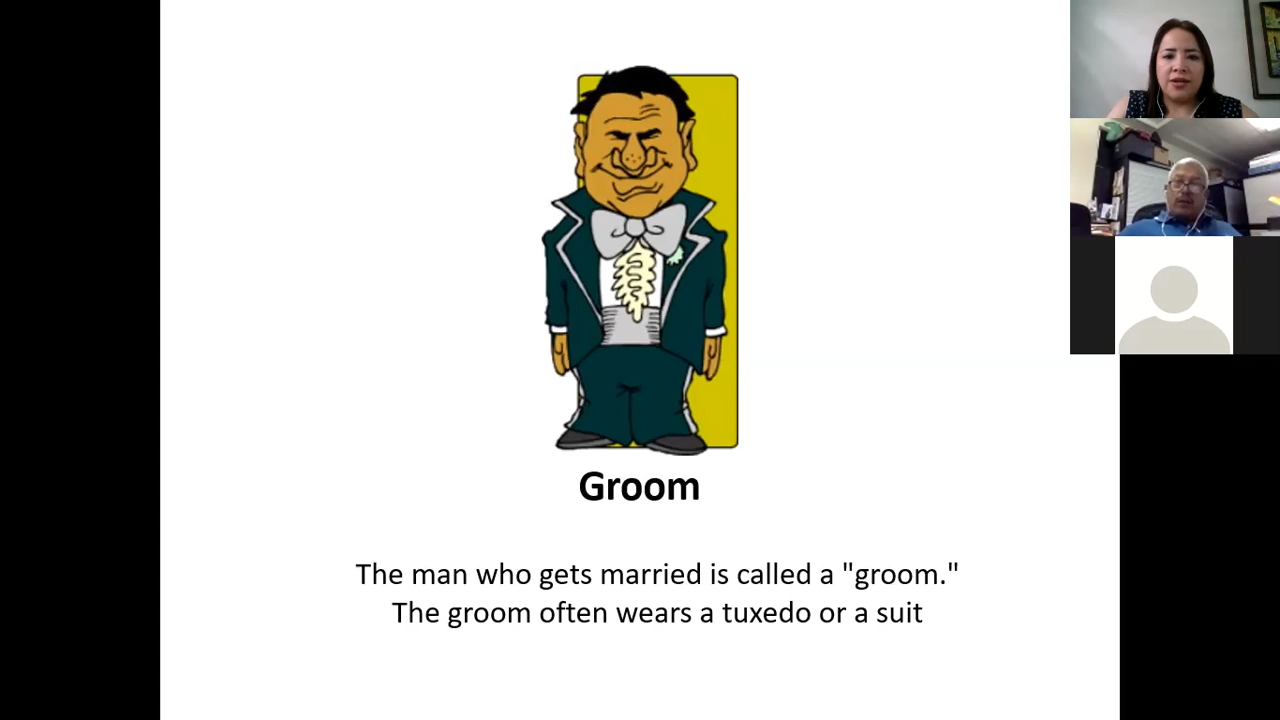 Groom
The man who gets married is called a "groom."
The groom often wears a tuxedo or a suit